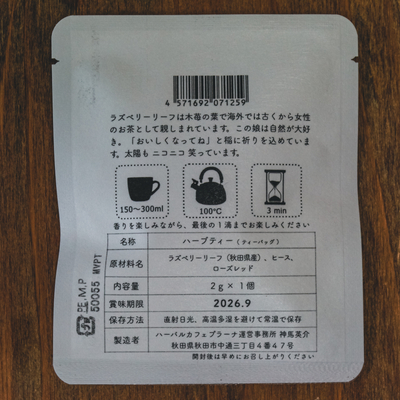 4 571692 071259
ラズベリーリーフは木苺の葉で海外では古くから女性
のお茶として親しまれています。この娘は自然が大好
き。「おいしくなってね」と稲に祈りを込めています。
太陽も ニコニコ 笑っています。
150～300ml
100℃
3 min
香りを楽しみながら、最後の1滴までお楽しみください
名称 ハーブティー（ティーバッグ）
原材料名 ラズベリーリーフ（秋田県産）、ヒース、
ローズレッド
内容量 2g×1個
賞味期限 2026.9
保存方法 直射日光、高温多湿を避けて常温で保存
製造者 ハーバルカフェプラーナ運営事務所 神馬英介
秋田県秋田市中通三丁目4番47号
開封後は早めにお召し上がりください
プラ
PE,M,P
50055 MVPT